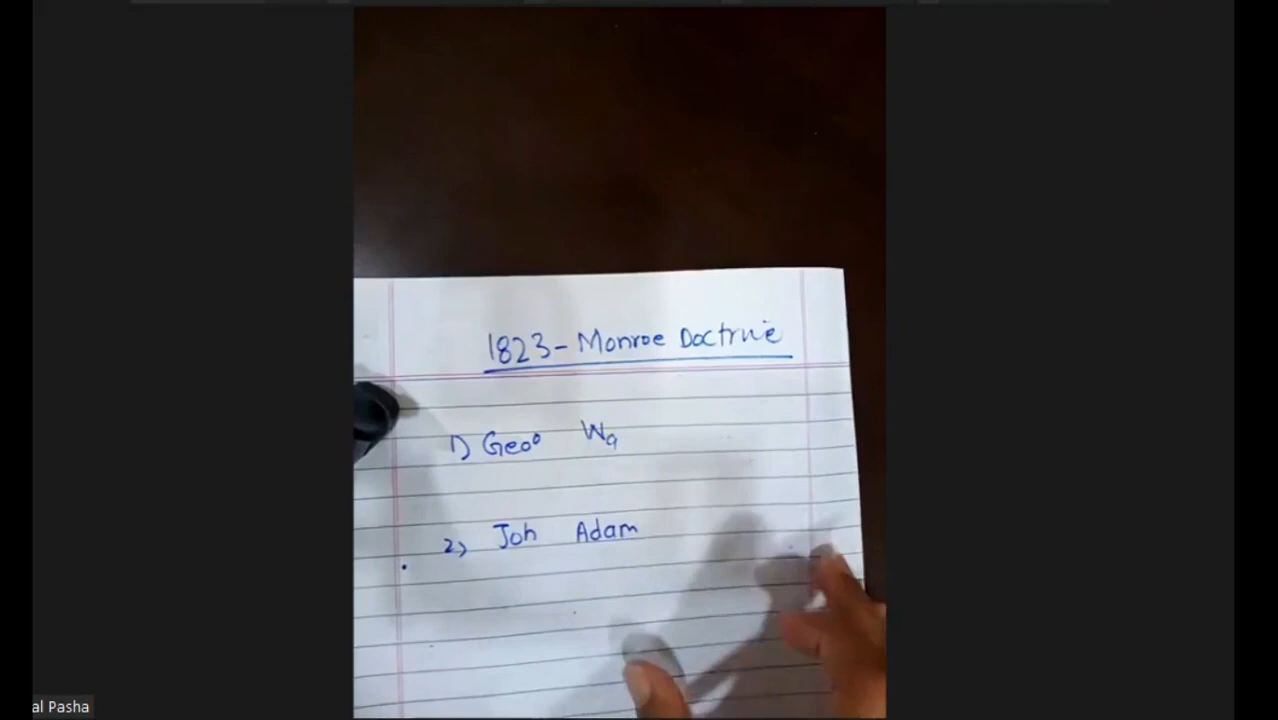 1823 - Monroe Doctrine
1) Geo° Wa
2) Joh Adam
al Pasha